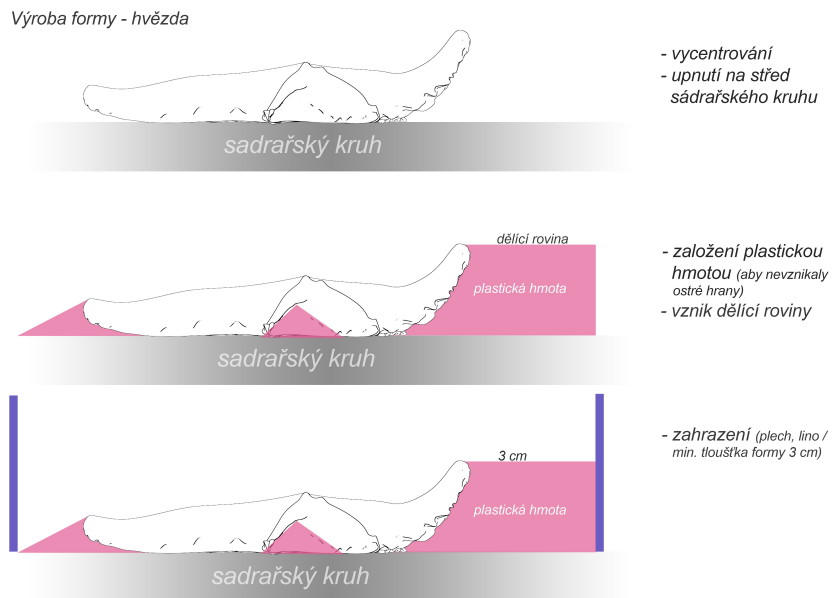 Výroba formy - hvězda
- vycentrování
- upnutí na střed
sádrařského kruhu
sadrařský kruh
dělící rovina
plastická hmota
- založení plastickou
hmotou (aby nevznikaly
ostré hrany)
- vznik dělící roviny
sadrařský kruh
- zahrazení (plech, lino /
min. tloušťka formy 3 cm)
3 cm
plastická hmota
sadrařský kruh